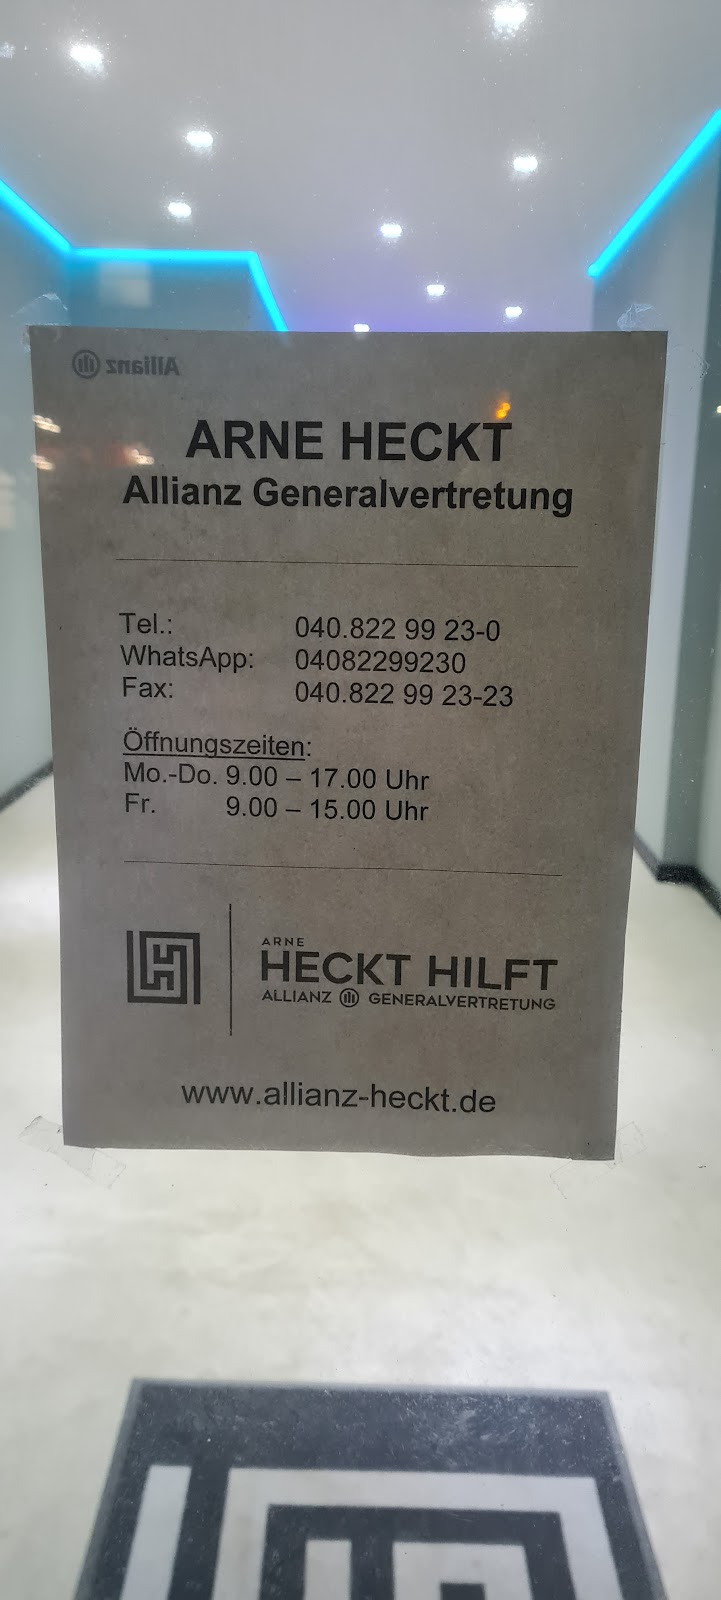 Allianz
ARNE HECKT
Allianz Generalvertretung
Tel.: 040.822 99 23-0
WhatsApp: 04082299230
Fax: 040.822 99 23-23
Öffnungszeiten:
Mo.-Do. 9.00 – 17.00 Uhr
Fr. 9.00 – 15.00 Uhr
ARNE
HECKT HILFT
ALLIANZ GENERALVERTRETUNG
www.allianz-heckt.de